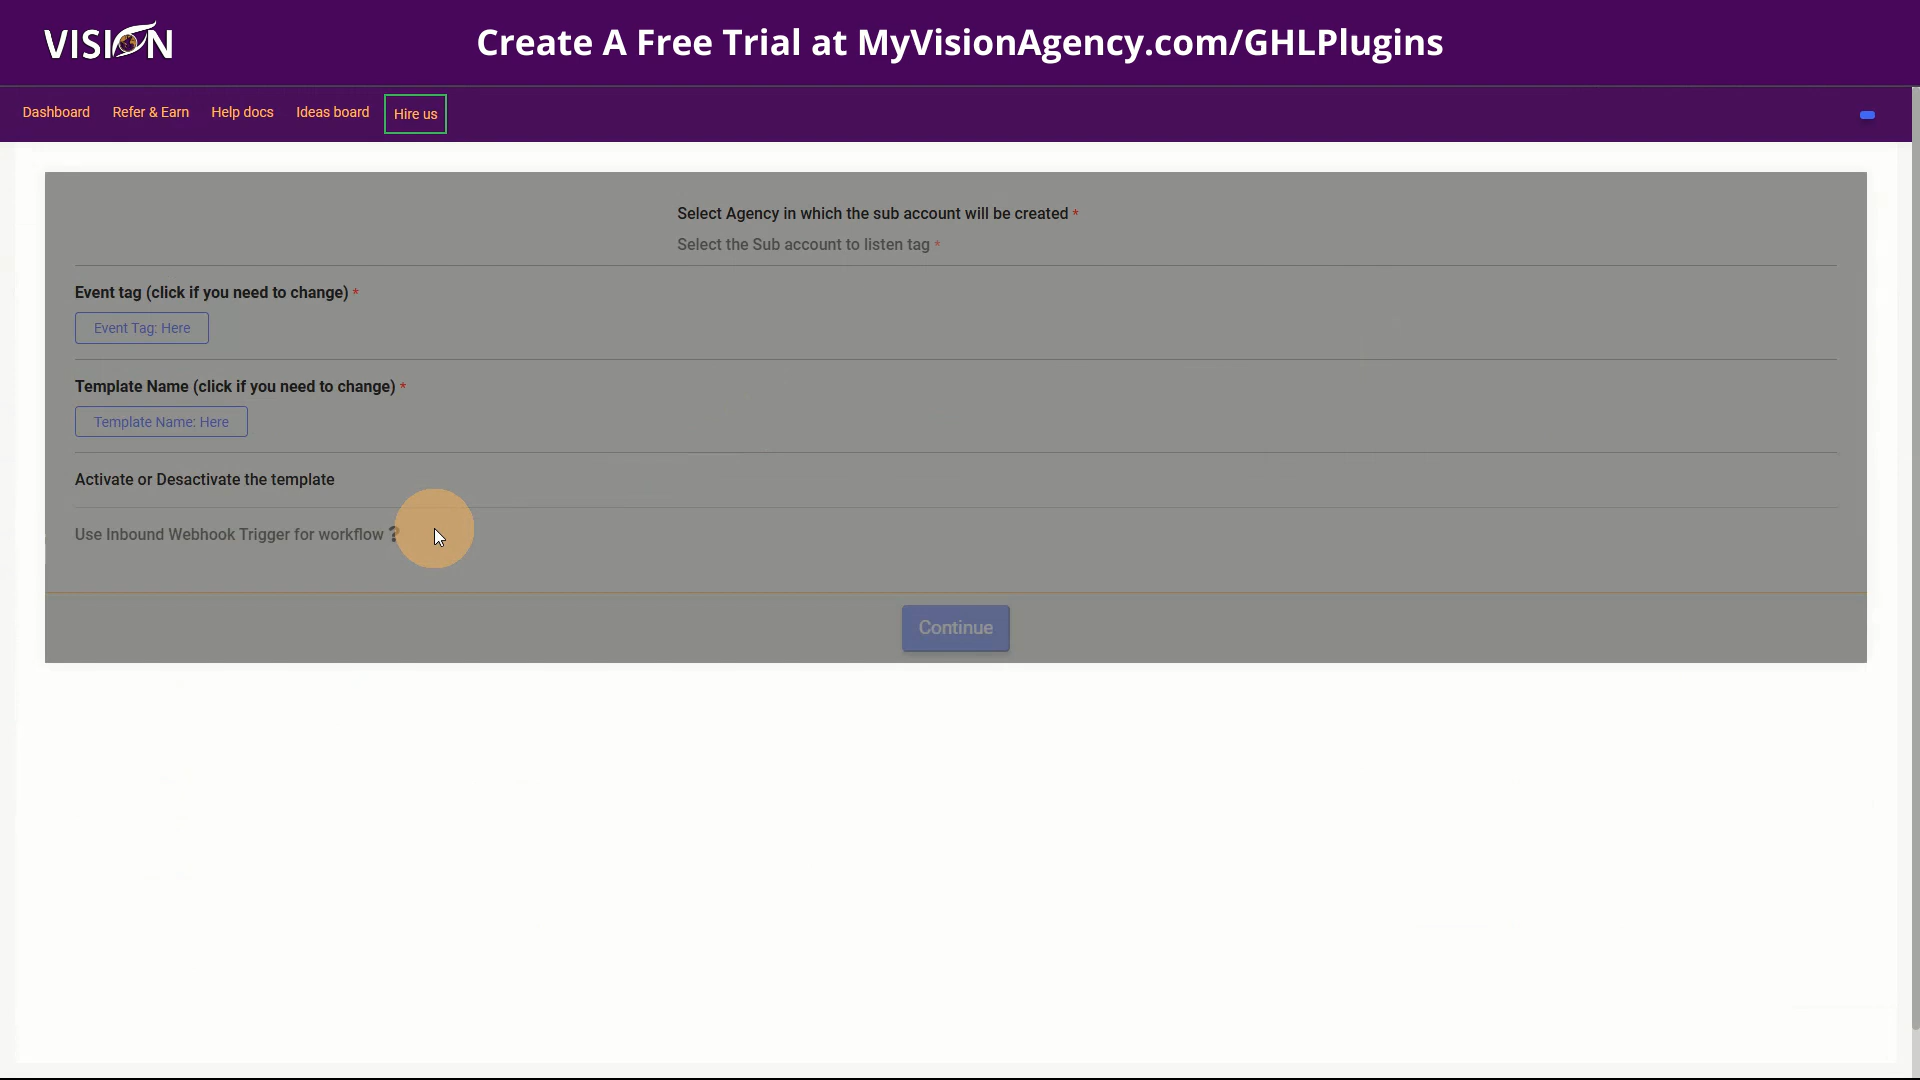 VISION
Create A Free Trial at MyVisionAgency.com/GHLPlugins
Dashboard Refer & Earn Help docs Ideas board Hire us
Select Agency in which the sub account will be created *
Select the Sub account to listen tag *
Event tag (click if you need to change) *
Event Tag: Here
Template Name (click if you need to change) *
Template Name: Here
Activate or Desactivate the template
Use Inbound Webhook Trigger for workflow ?
Continue